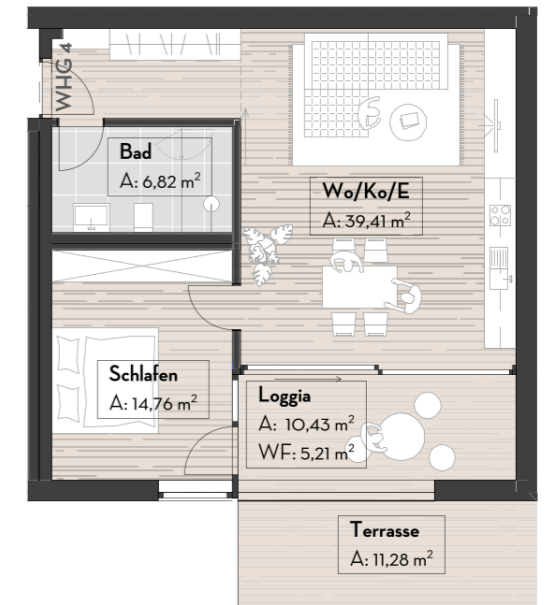 WHG 4
Bad
A: 6,82 m²
Wo/Ko/E
A: 39,41 m²
Schlafen
A: 14,76 m²
Loggia
A: 10,43 m²
WF: 5,21 m²
Terrasse
A: 11,28 m²